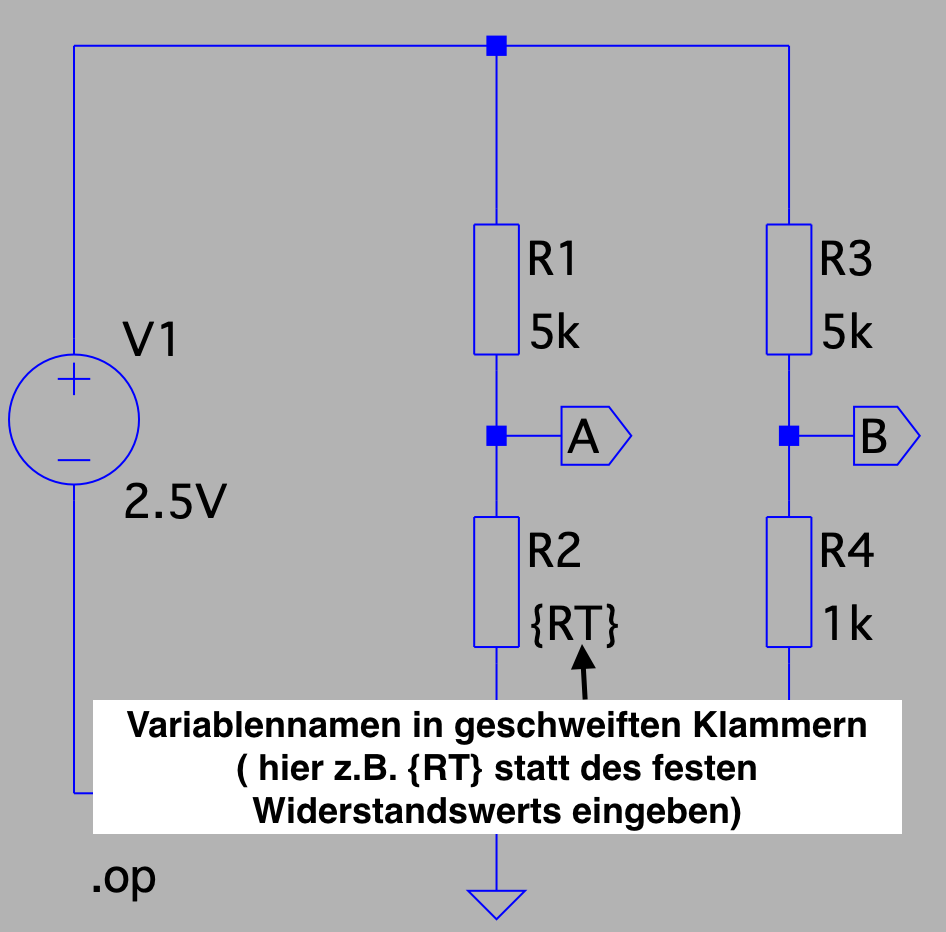 R1
R3
V1
5k
5k
A
B
2.5V
R2
R4
{RT}
1k
Variablennamen in geschweiften Klammern
( hier z.B. {RT} statt des festen
Widerstandswerts eingeben)
.op